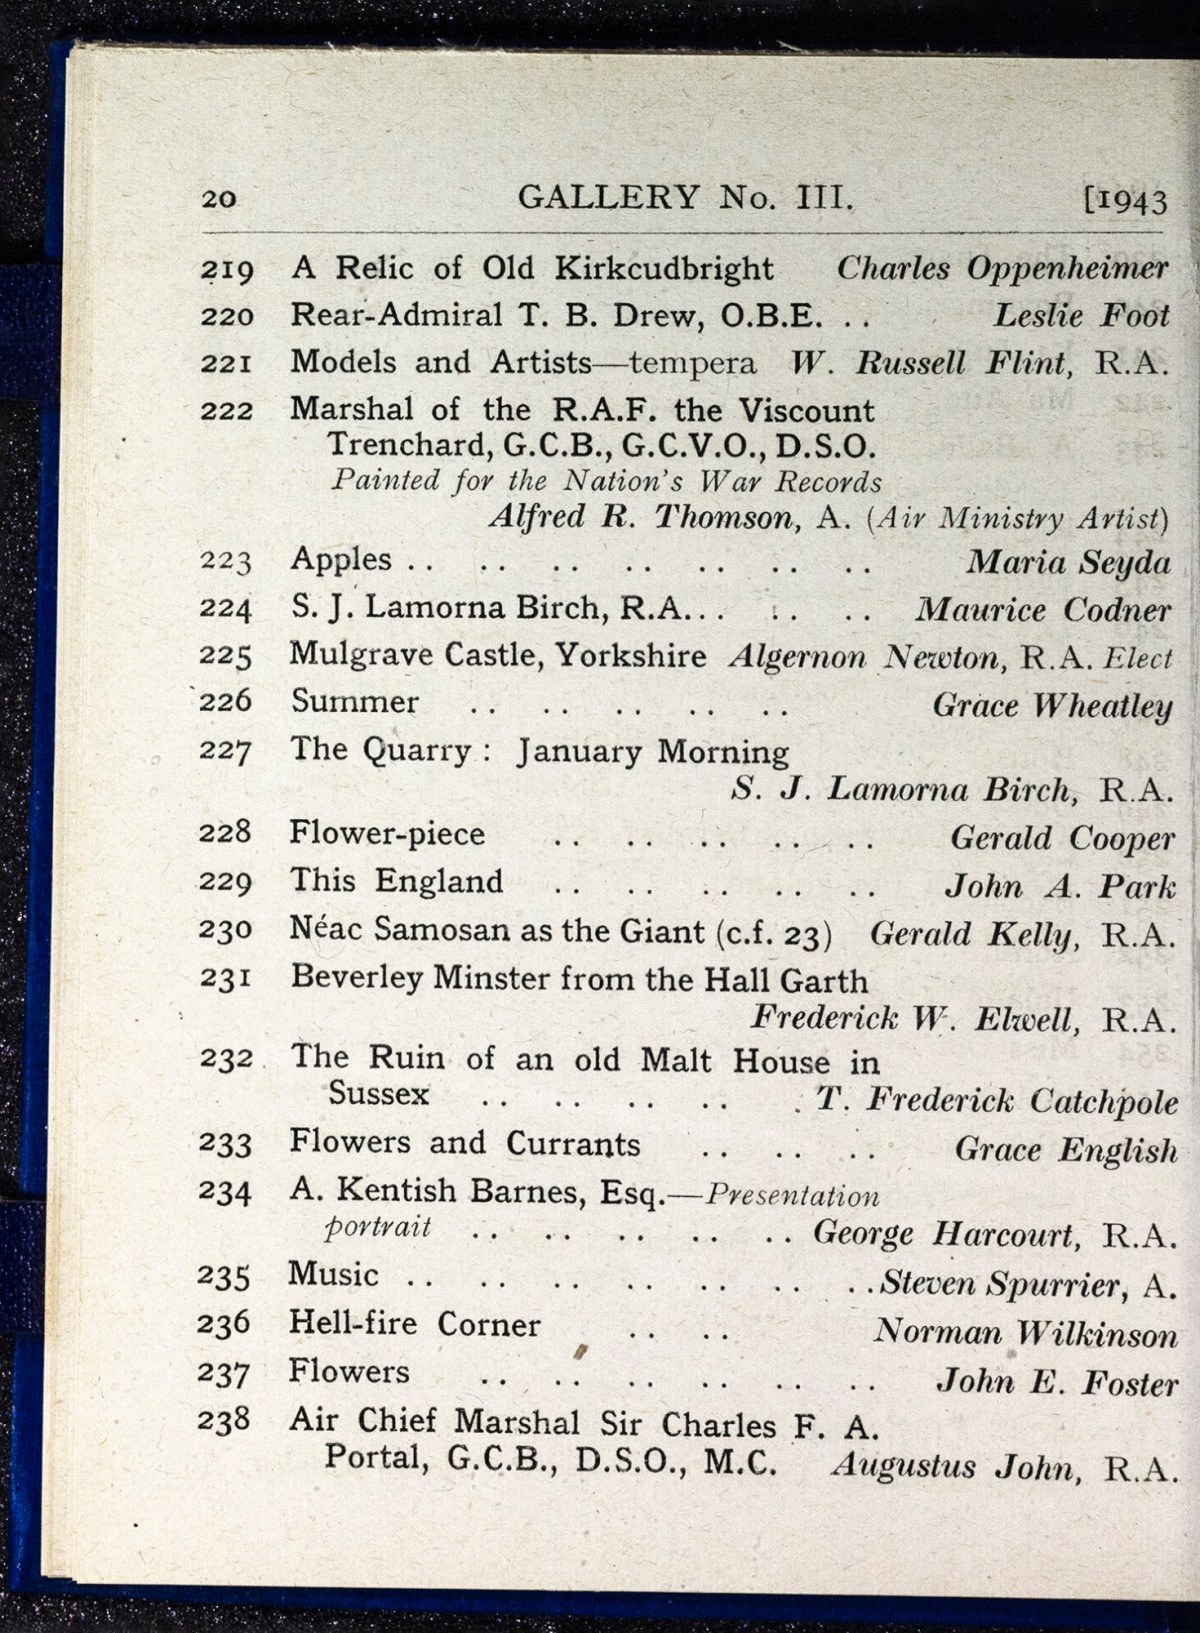 20 GALLERY No. III. [1943
219 A Relic of Old Kirkcudbright Charles Oppenheimer
220 Rear-Admiral T. B. Drew, O.B.E. .. Leslie Foot
221 Models and Artists—tempera W. Russell Flint, R.A.
222 Marshal of the R.A.F. the Viscount
Trenchard, G.C.B., G.C.V.O., D.S.O.
Painted for the Nation's War Records
Alfred R. Thomson, A. (Air Ministry Artist)
223 Apples .. .. .. .. .. .. .. Maria Seyda
224 S. J. Lamorna Birch, R.A... .. .. Maurice Codner
225 Mulgrave Castle, Yorkshire Algernon Newton, R.A. Elect
226 Summer .. .. .. .. .. Grace Wheatley
227 The Quarry : January Morning
S. J. Lamorna Birch, R.A.
228 Flower-piece .. .. .. .. .. Gerald Cooper
229 This England .. .. .. .. .. John A. Park
230 Néac Samosan as the Giant (c.f. 23) Gerald Kelly, R.A.
231 Beverley Minster from the Hall Garth
Frederick W. Elwell, R.A.
232 The Ruin of an old Malt House in
Sussex .. .. .. .. . T. Frederick Catchpole
233 Flowers and Currants .. .. .. Grace English
234 A. Kentish Barnes, Esq.—Presentation
portrait .. .. .. .. .. George Harcourt, R.A.
235 Music .. .. .. .. .. .. .. Steven Spurrier, A.
236 Hell-fire Corner .. .. Norman Wilkinson
237 Flowers .. .. .. .. .. .. John E. Foster
238 Air Chief Marshal Sir Charles F. A.
Portal, G.C.B., D.S.O., M.C. Augustus John, R.A.